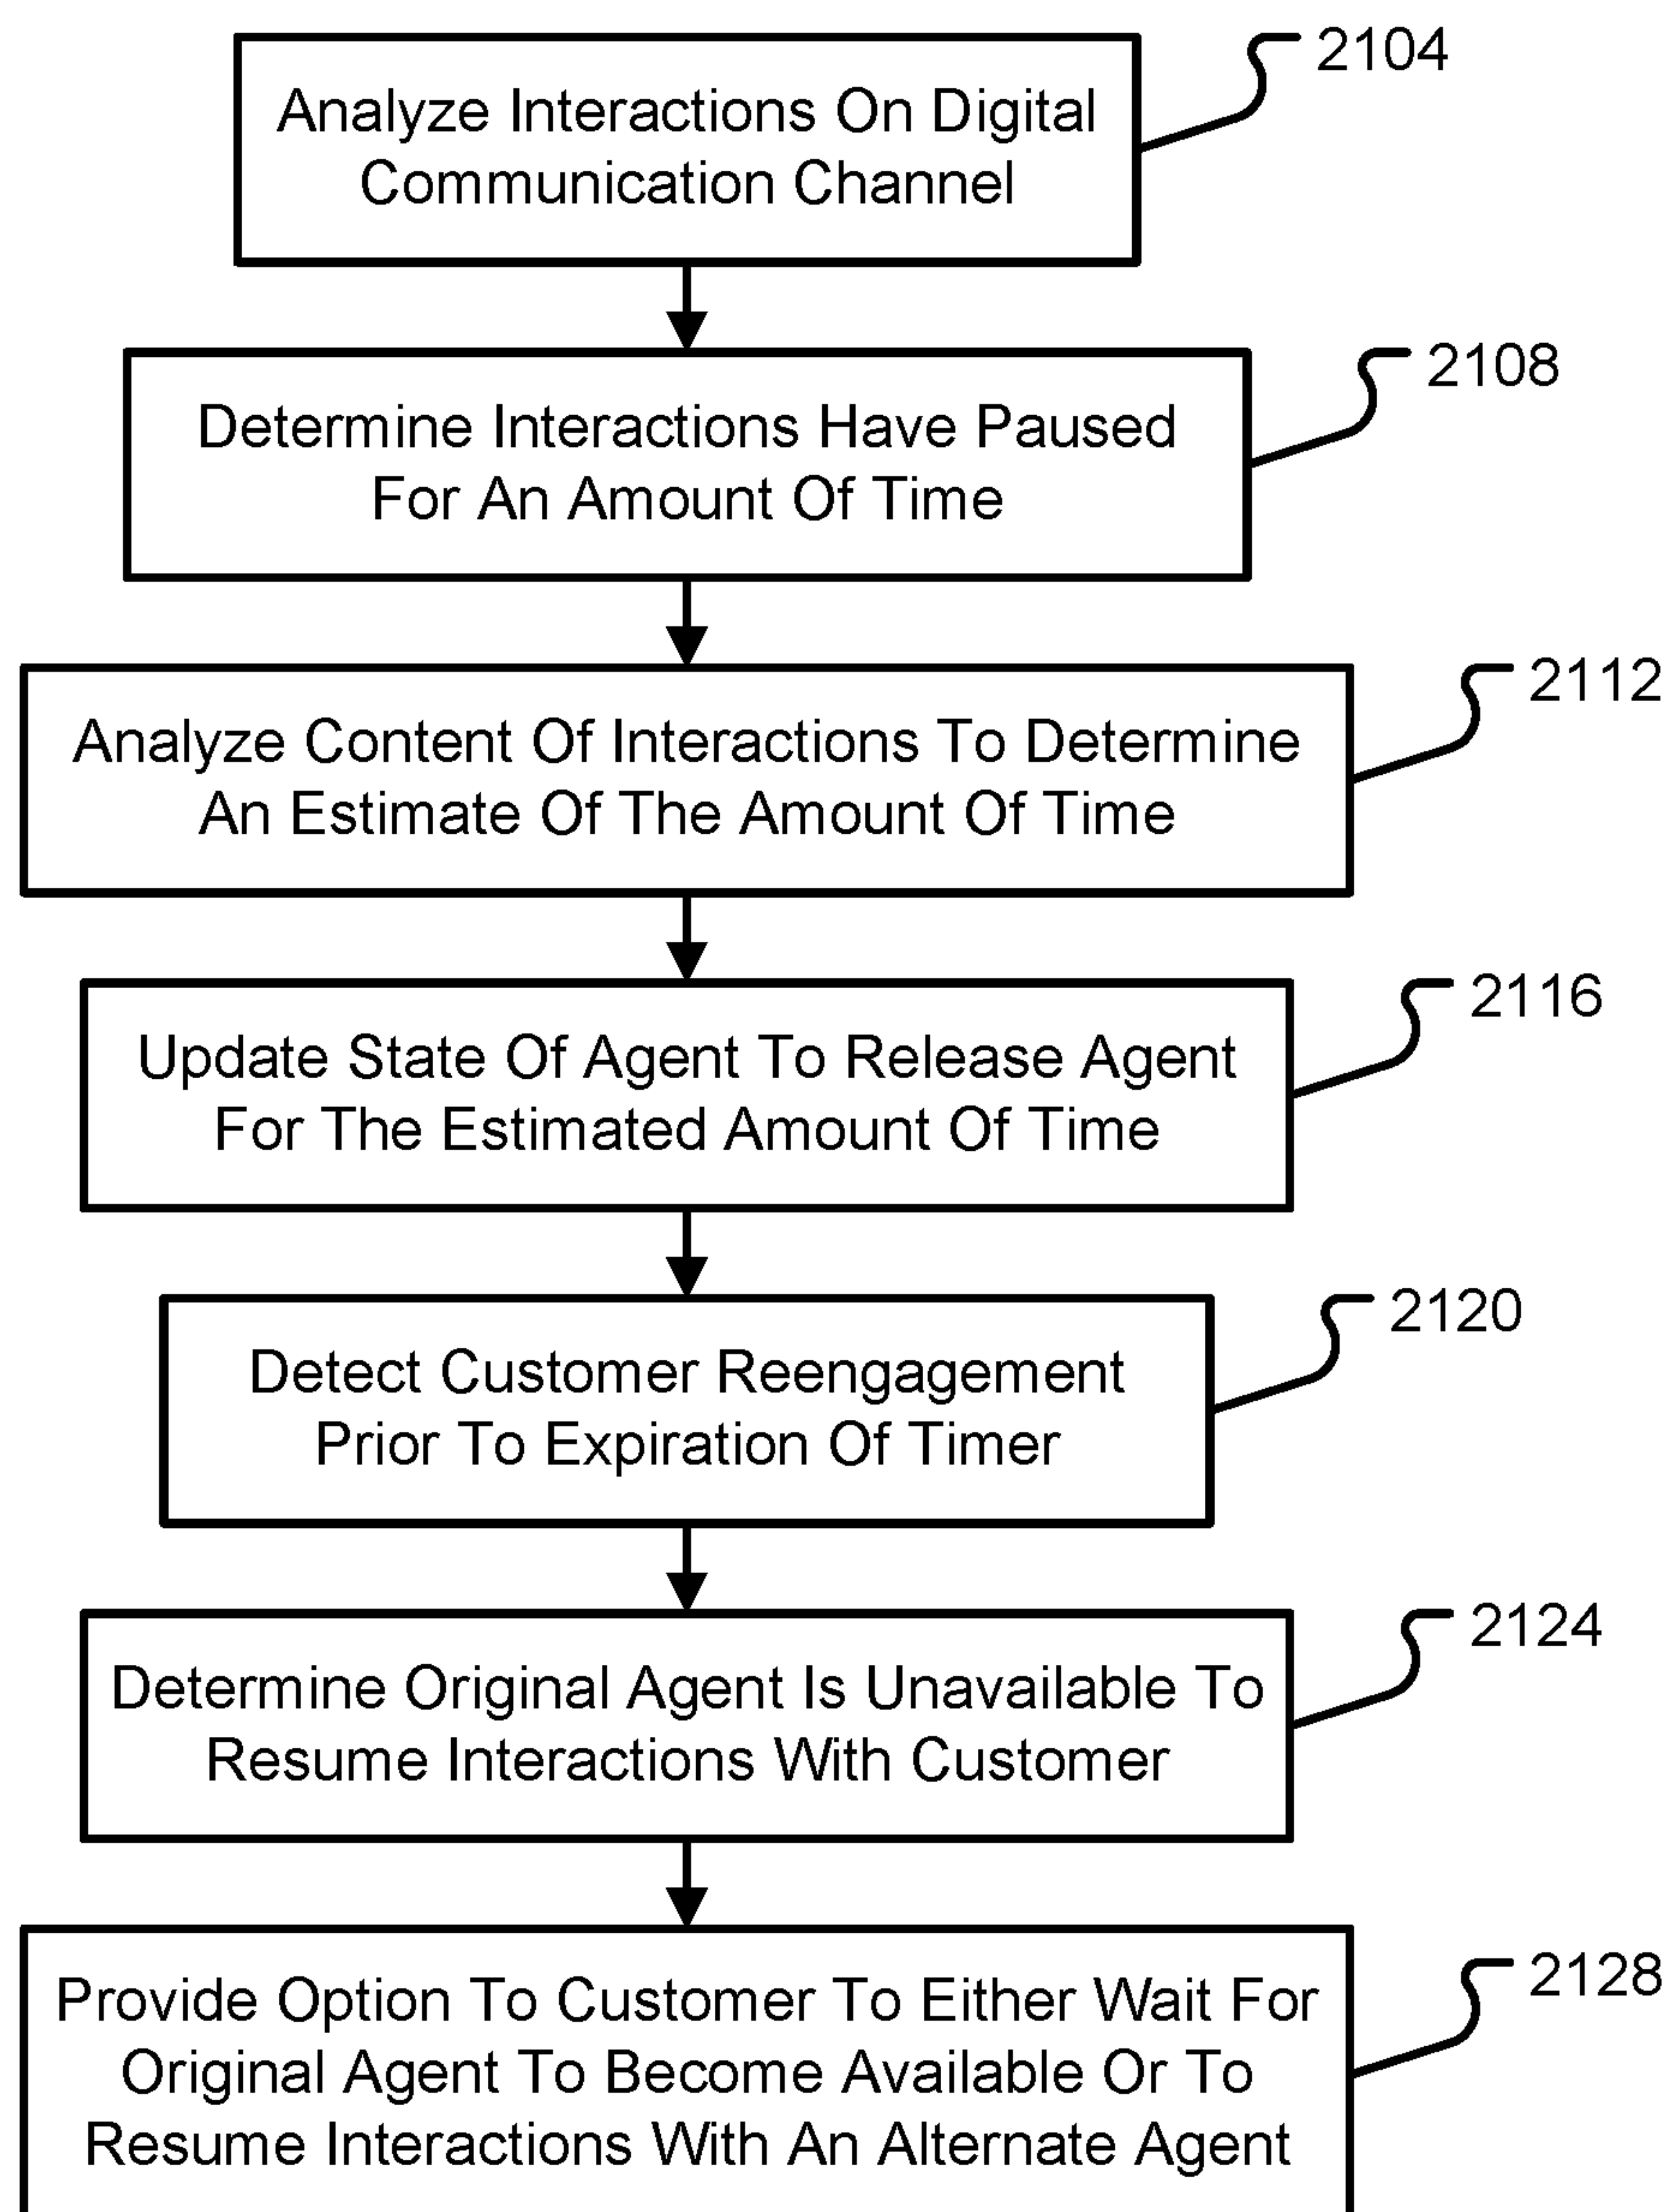 2104
Analyze Interactions On Digital
Communication Channel
2108
Determine Interactions Have Paused
For An Amount Of Time
2112
Analyze Content Of Interactions To Determine
An Estimate Of The Amount Of Time
2116
Update State Of Agent To Release Agent
For The Estimated Amount Of Time
2120
Detect Customer Reengagement
Prior To Expiration Of Timer
2124
Determine Original Agent Is Unavailable To
Resume Interactions With Customer
2128
Provide Option To Customer To Either Wait For
Original Agent To Become Available Or To
Resume Interactions With An Alternate Agent